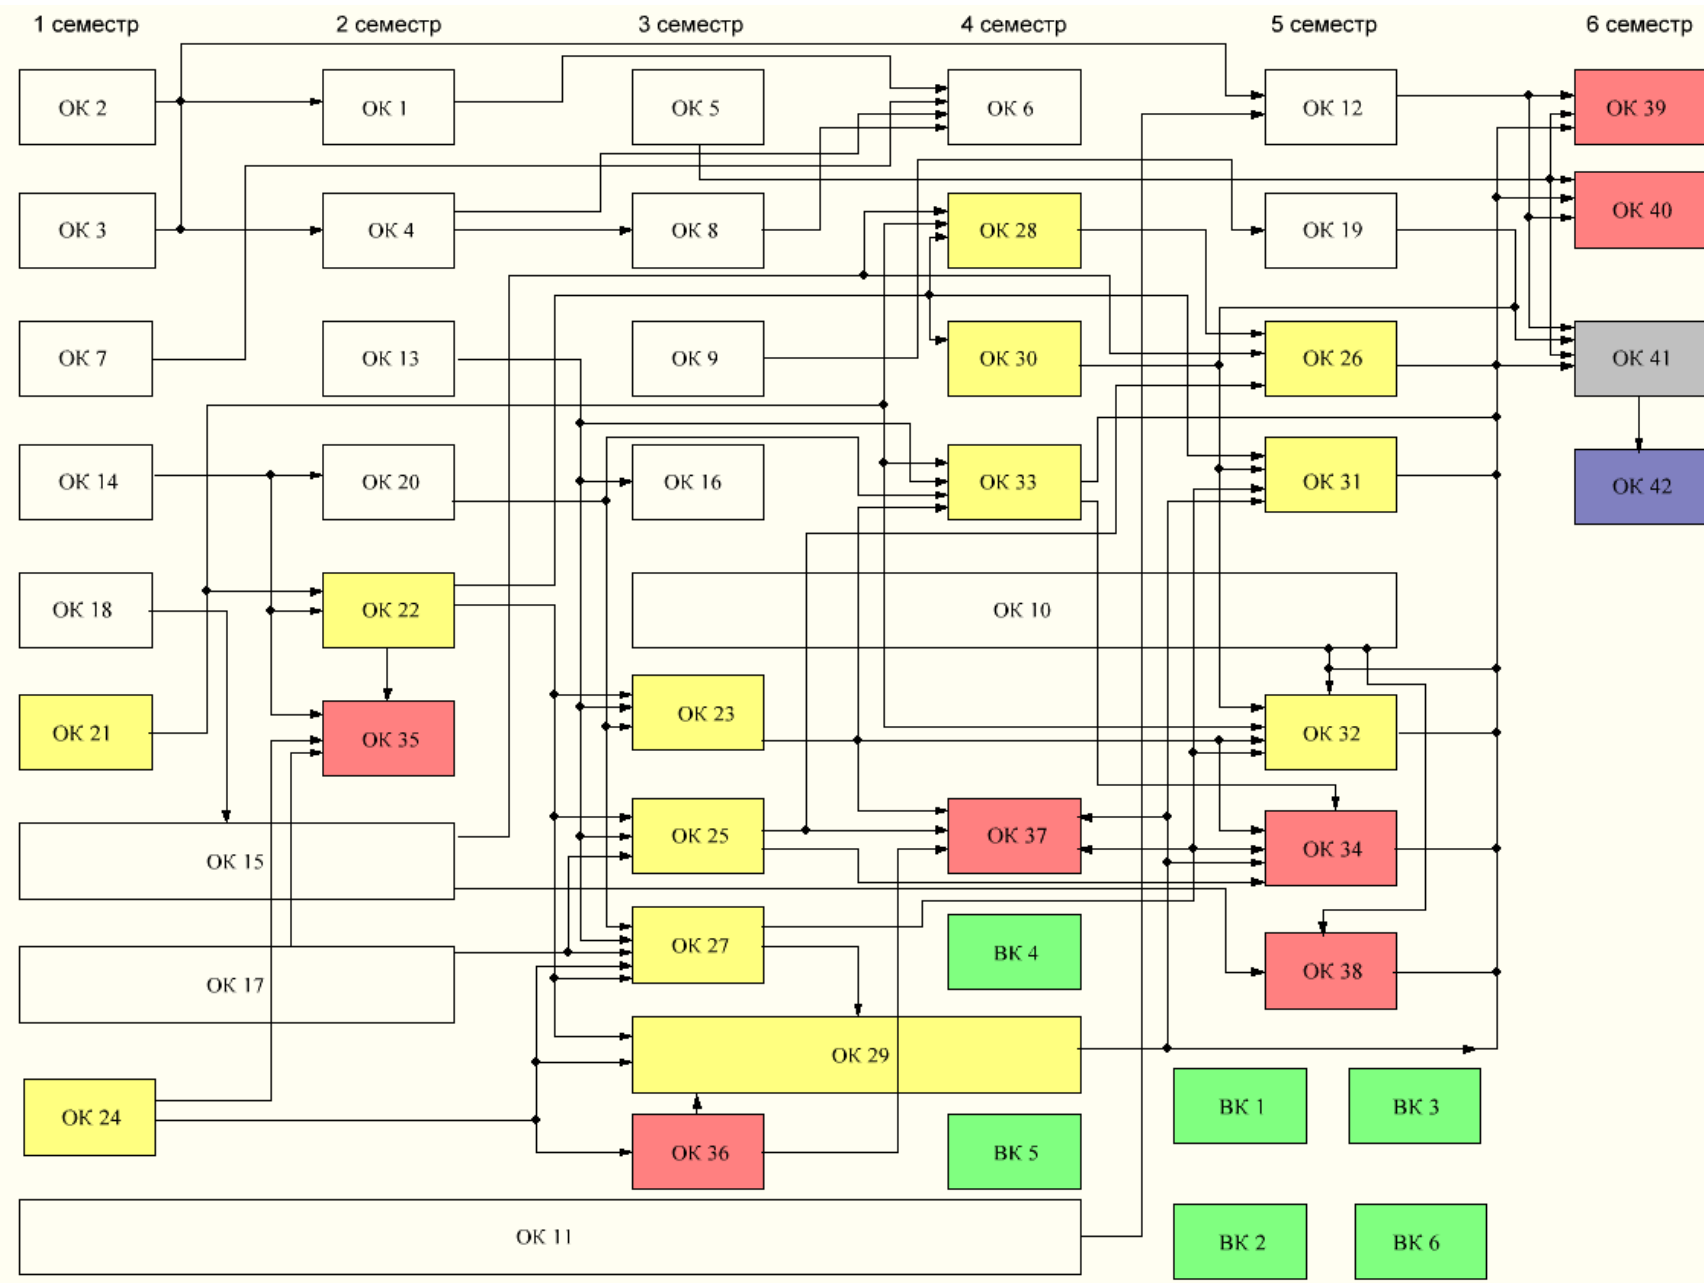 1 семестр 2 семестр 3 семестр 4 семестр 5 семестр 6 семестр
ОК 2 ОК 1 ОК 5 ОК 6 ОК 12 ОК 39
ОК 3 ОК 4 ОК 8 ОК 28 ОК 19 ОК 40
ОК 7 ОК 13 ОК 9 ОК 30 ОК 26 ОК 41
ОК 14 ОК 20 ОК 16 ОК 33 ОК 31 ОК 42
ОК 18 ОК 22 ОК 10
ОК 21 ОК 35 ОК 23 ОК 32
ОК 15 ОК 25 ОК 37 ОК 34
ОК 17 ОК 27 ВК 4 ОК 38
ОК 29
ОК 24 ОК 36 ВК 5 ВК 1 ВК 3
ОК 11 ВК 2 ВК 6